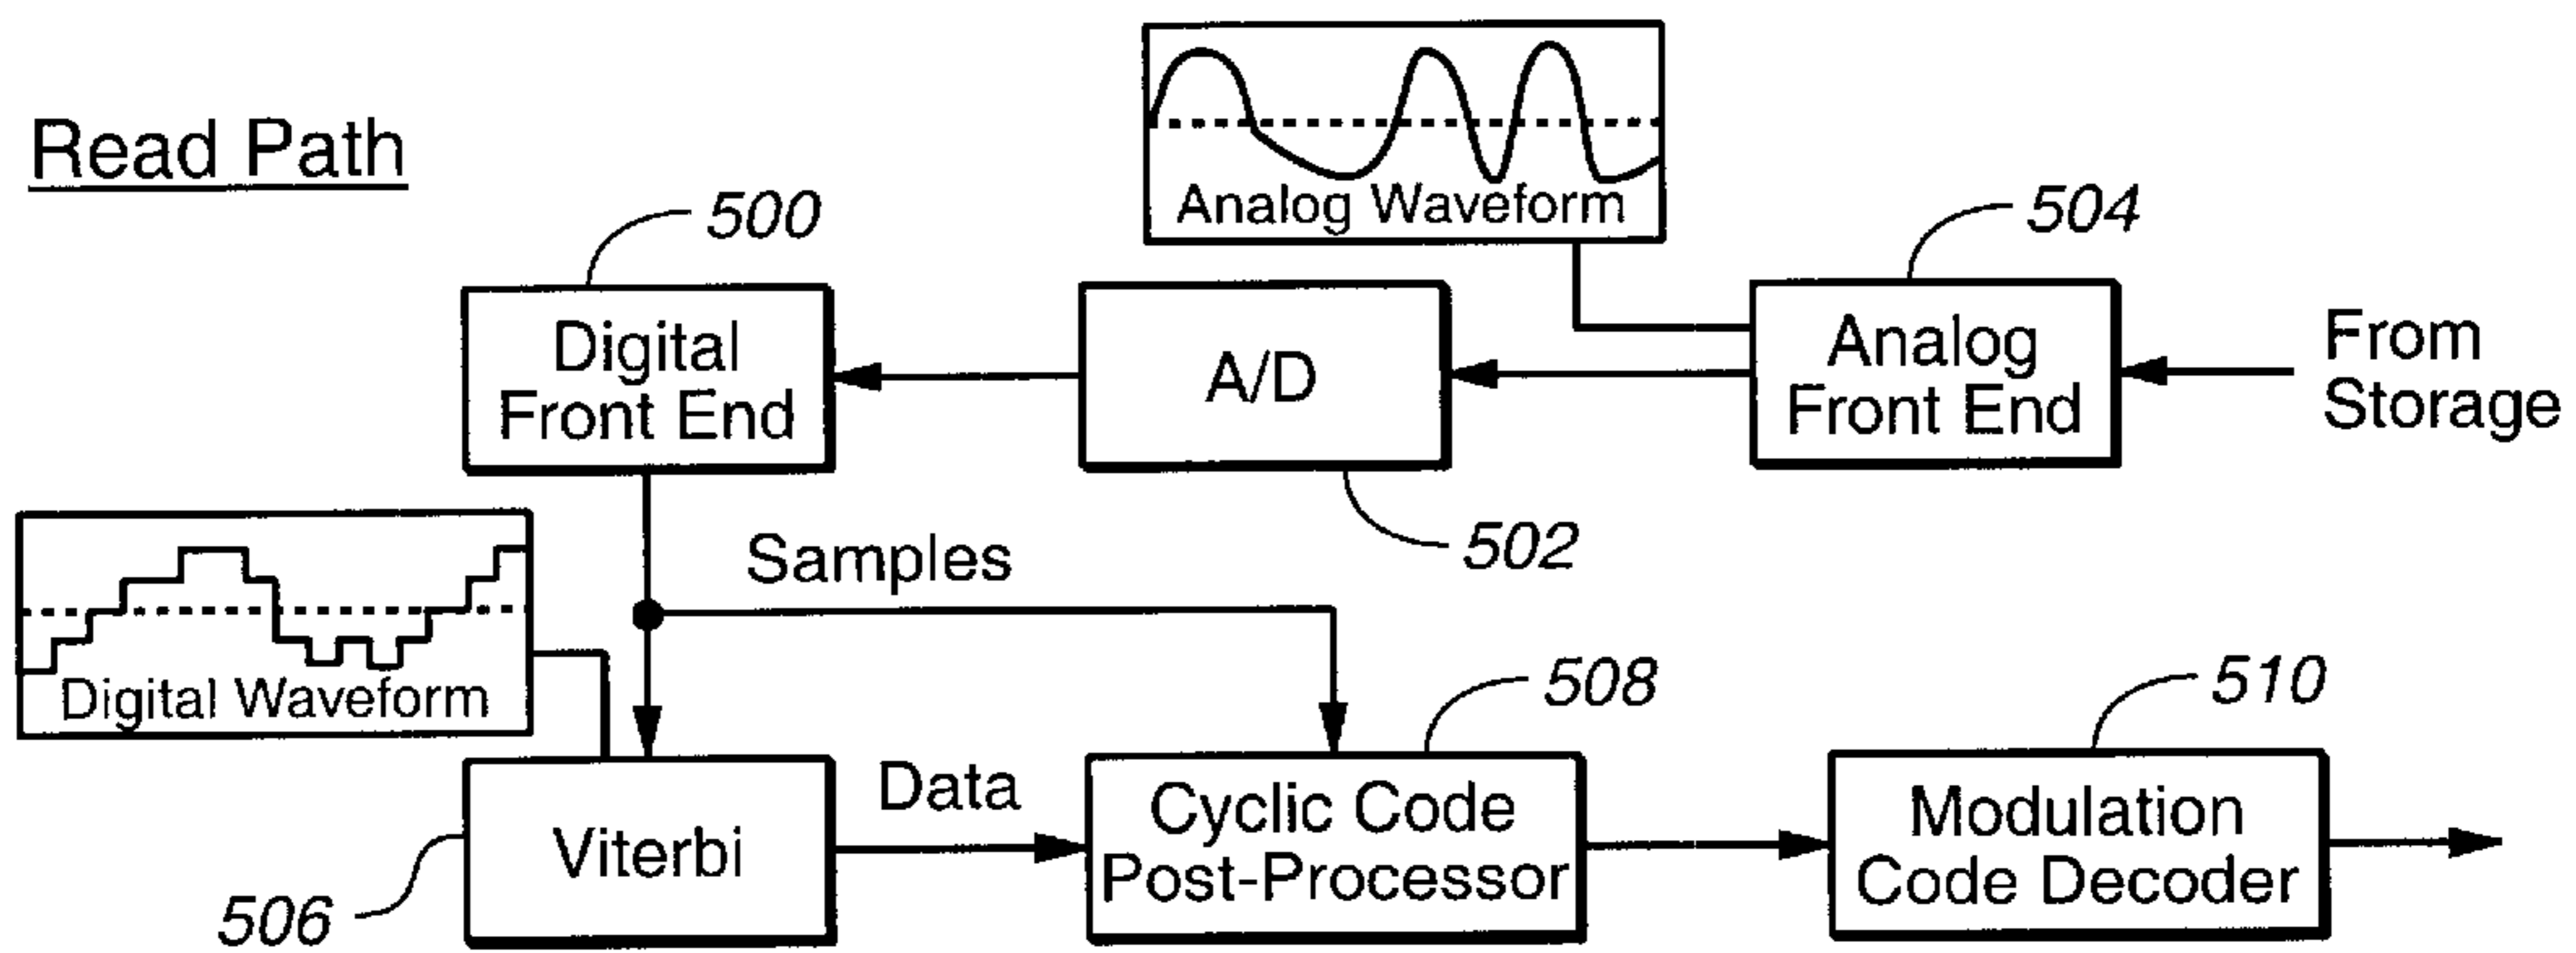 Read Path
Analog Waveform
500
504
Digital
Front End
A/D
Analog
Front End
From
Storage
502
Samples
Digital Waveform
508
510
Viterbi
Data
Cyclic Code
Post-Processor
Modulation
Code Decoder
506